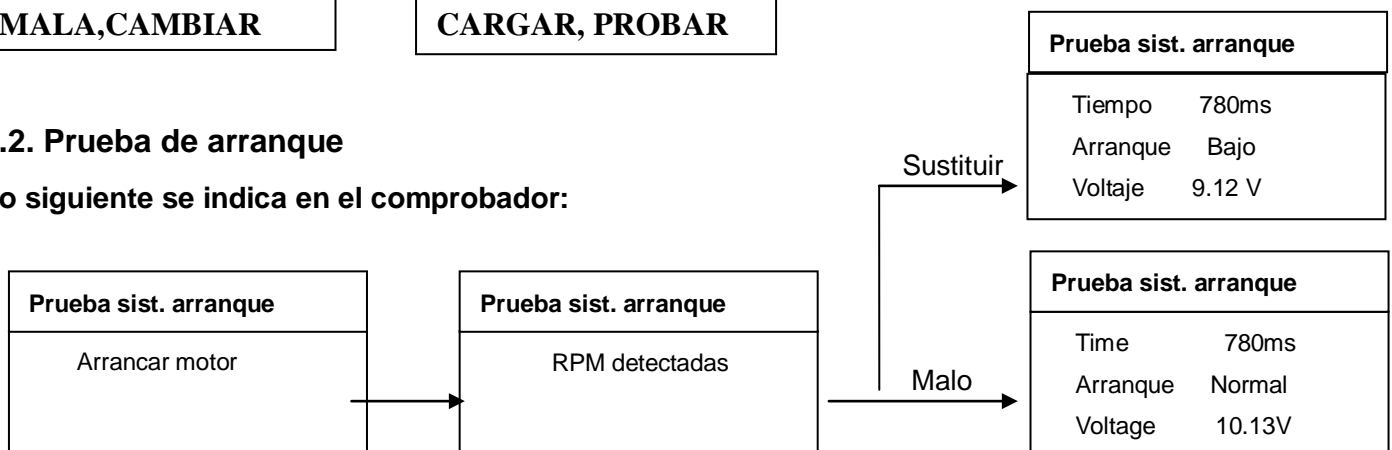 MALA,CAMBIAR
CARGAR, PROBAR
.2. Prueba de arranque
o siguiente se indica en el comprobador:
Prueba sist. arranque
Arrancar motor
Prueba sist. arranque
RPM detectadas
Sustituir
Prueba sist. arranque
Tiempo 780ms
Arranque Bajo
Voltaje 9.12 V
Malo
Prueba sist. arranque
Time 780ms
Arranque Normal
Voltage 10.13V